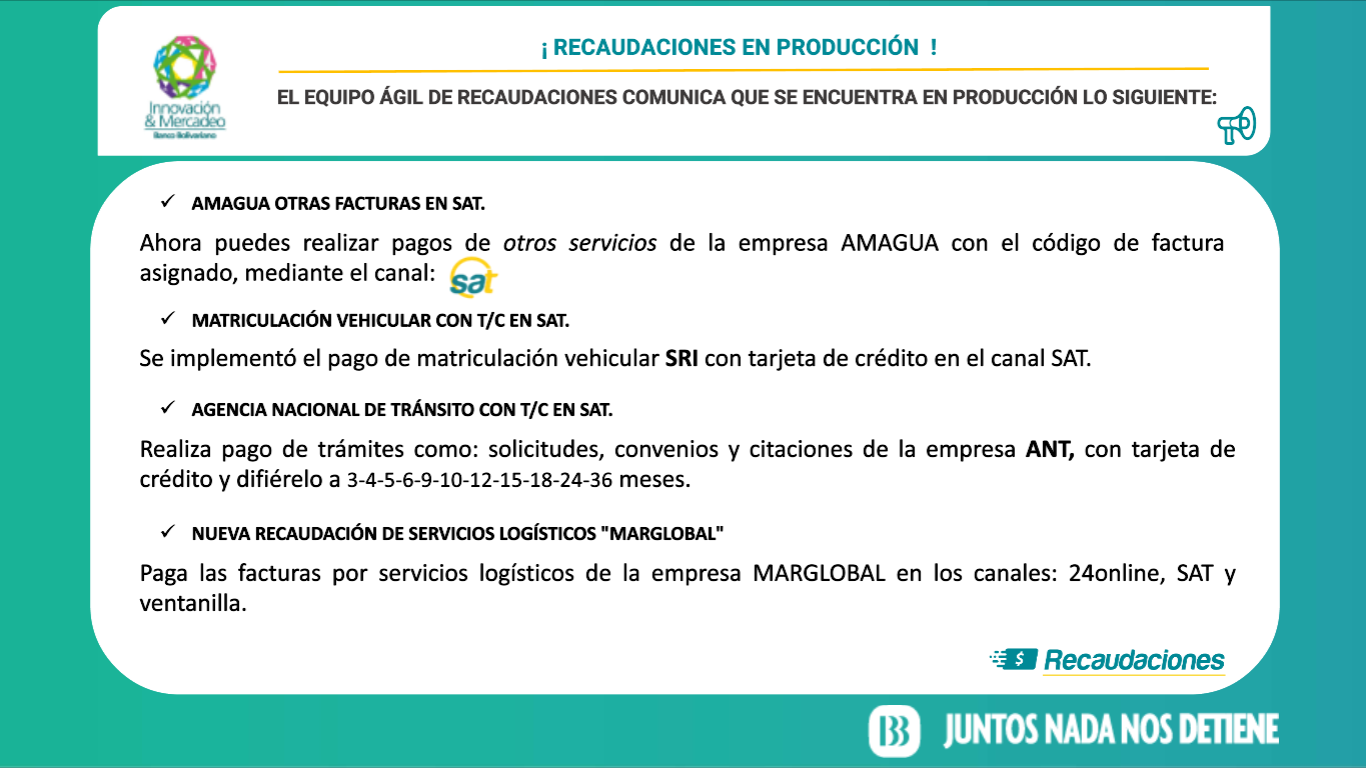 ¡ RECAUDACIONES EN PRODUCCIÓN !
Innovación
& Mercadeo
Banco Bolivariano
EL EQUIPO ÁGIL DE RECAUDACIONES COMUNICA QUE SE ENCUENTRA EN PRODUCCIÓN LO SIGUIENTE:
✓ AMAGUA OTRAS FACTURAS EN SAT.
Ahora puedes realizar pagos de otros servicios de la empresa AMAGUA con el código de factura
asignado, mediante el canal: sat
✓ MATRICULACIÓN VEHICULAR CON T/C EN SAT.
Se implementó el pago de matriculación vehicular SRI con tarjeta de crédito en el canal SAT.
✓ AGENCIA NACIONAL DE TRÁNSITO CON T/C EN SAT.
Realiza pago de trámites como: solicitudes, convenios y citaciones de la empresa ANT, con tarjeta de
crédito y difiérelo a 3-4-5-6-9-10-12-15-18-24-36 meses.
✓ NUEVA RECAUDACIÓN DE SERVICIOS LOGÍSTICOS "MARGLOBAL"
Paga las facturas por servicios logísticos de la empresa MARGLOBAL en los canales: 24online, SAT y
ventanilla.
$ Recaudaciones
BB JUNTOS NADA NOS DETIENE